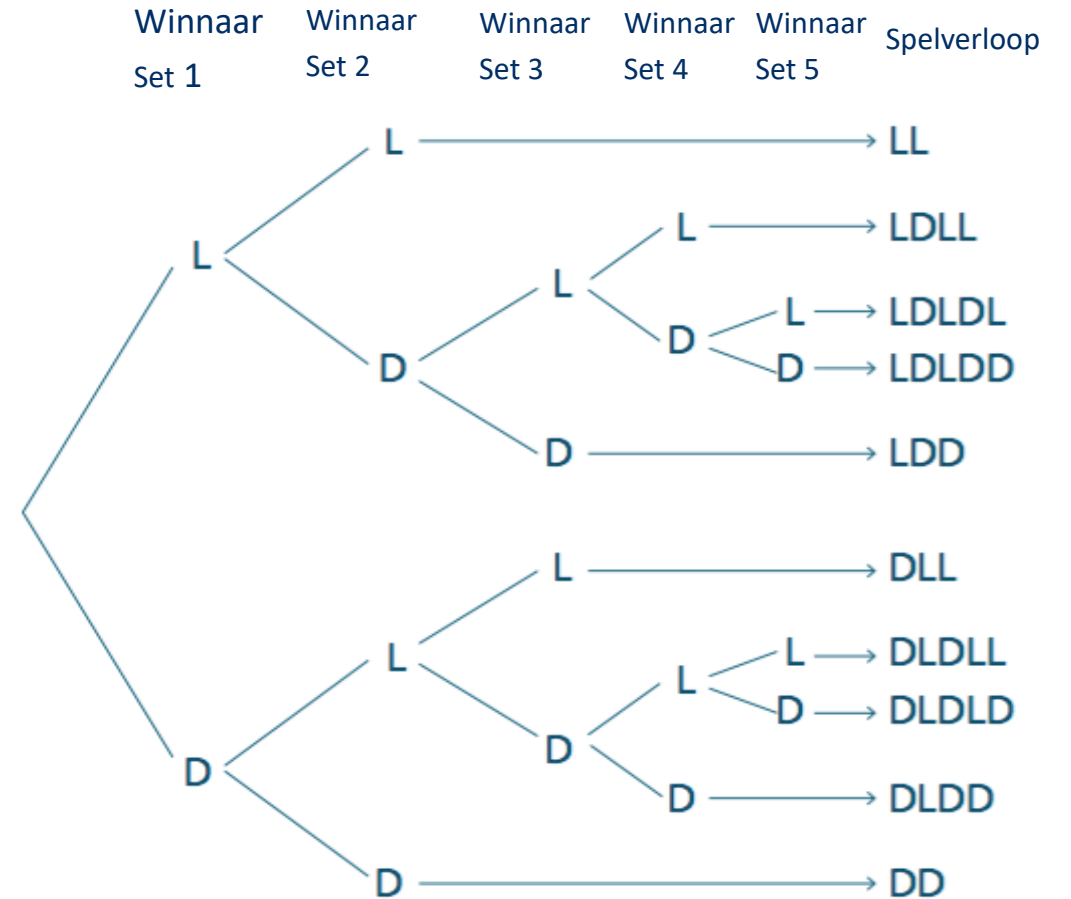 Winnaar Set 1
Winnaar Set 2
Winnaar Set 3
Winnaar Set 4
Winnaar Set 5
Spelverloop
L
L
LL
D
L
L
LDLL
D
L
LDLDL
D
LDLDD
D
LDD
D
L
L
DLL
D
L
L
DLDLL
D
DLDLD
D
DLDD
D
DD